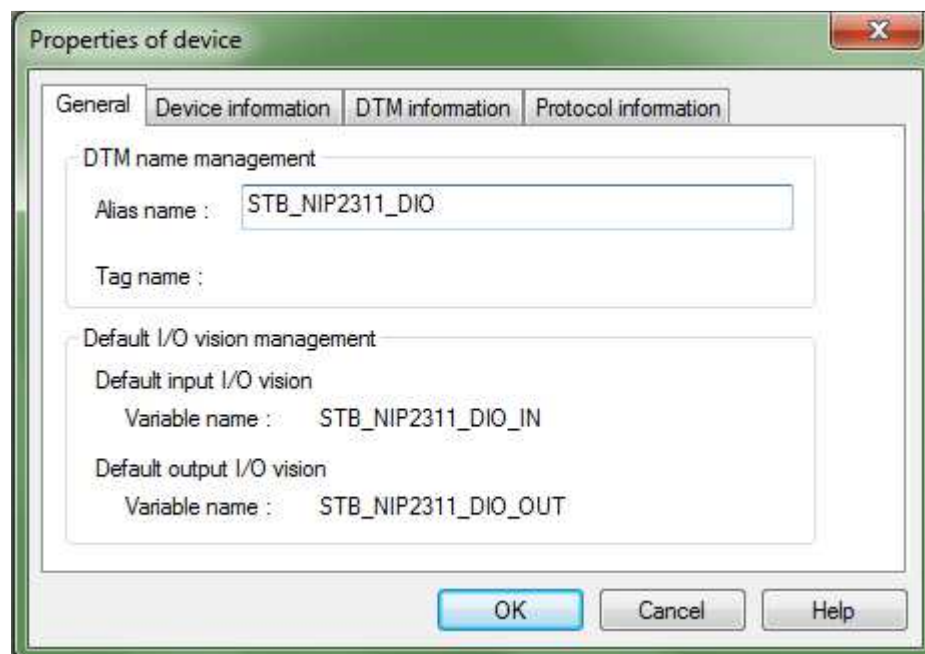 Properties of device
General Device information DTM information Protocol information
DTM name management
Alias name : STB_NIP2311_DIO
Tag name :
Default I/O vision management
Default input I/O vision
Variable name : STB_NIP2311_DIO_IN
Default output I/O vision
Variable name : STB_NIP2311_DIO_OUT
OK Cancel Help